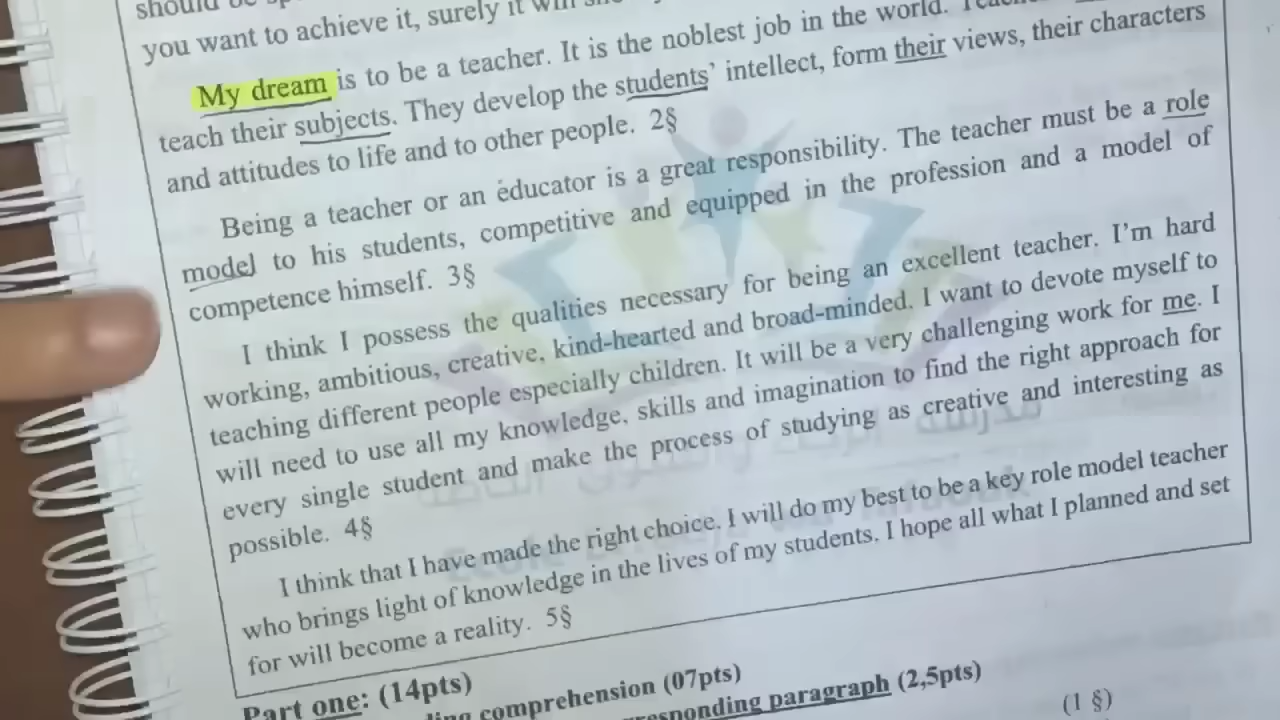 should be
you want to achieve it, surely it will
My dream is to be a teacher. It is the noblest job in the world.
teach their subjects. They develop the students' intellect, form their views, their characters
and attitudes to life and to other people. 2§
Being a teacher or an educator is a great responsibility. The teacher must be a role
model to his students, competitive and equipped in the profession and a model of
competence himself. 3§
I think I possess the qualities necessary for being an excellent teacher. I'm hard
working, ambitious, creative, kind-hearted and broad-minded. I want to devote myself to
teaching different people especially children. It will be a very challenging work for me. I
will need to use all my knowledge, skills and imagination to find the right approach for
every single student and make the process of studying as creative and interesting as
possible. 4§
I think that I have made the right choice. I will do my best to be a key role model teacher
who brings light of knowledge in the lives of my students. I hope all what I planned and set
for will become a reality. 5§
Part one: (14pts)
comprehension (07pts)
paragraph (2,5pts)
(1 §)